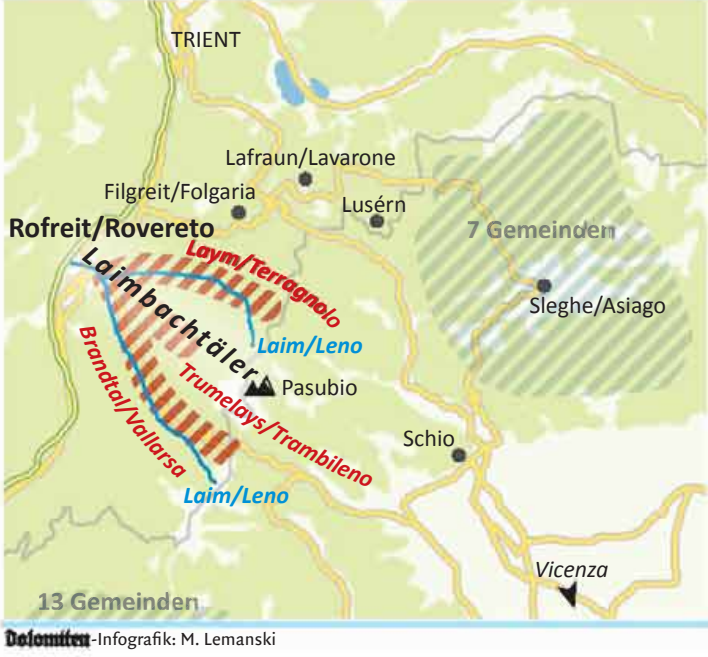 TRIENT
Lafraun/Lavarone
Filgreit/Folgaria
Lusérn
Rofreit/Rovereto
7 Gemeinden
Laym/Terragnolo
Laimbachtäler
Sleghe/Asiago
Laim/Leno
Brandtal/Vallarsa
Pasubio
Trumelays/Trambileno
Schio
Laim/Leno
Vicenza
13 Gemeinden
Dolomiten-Infografik: M. Lemanski